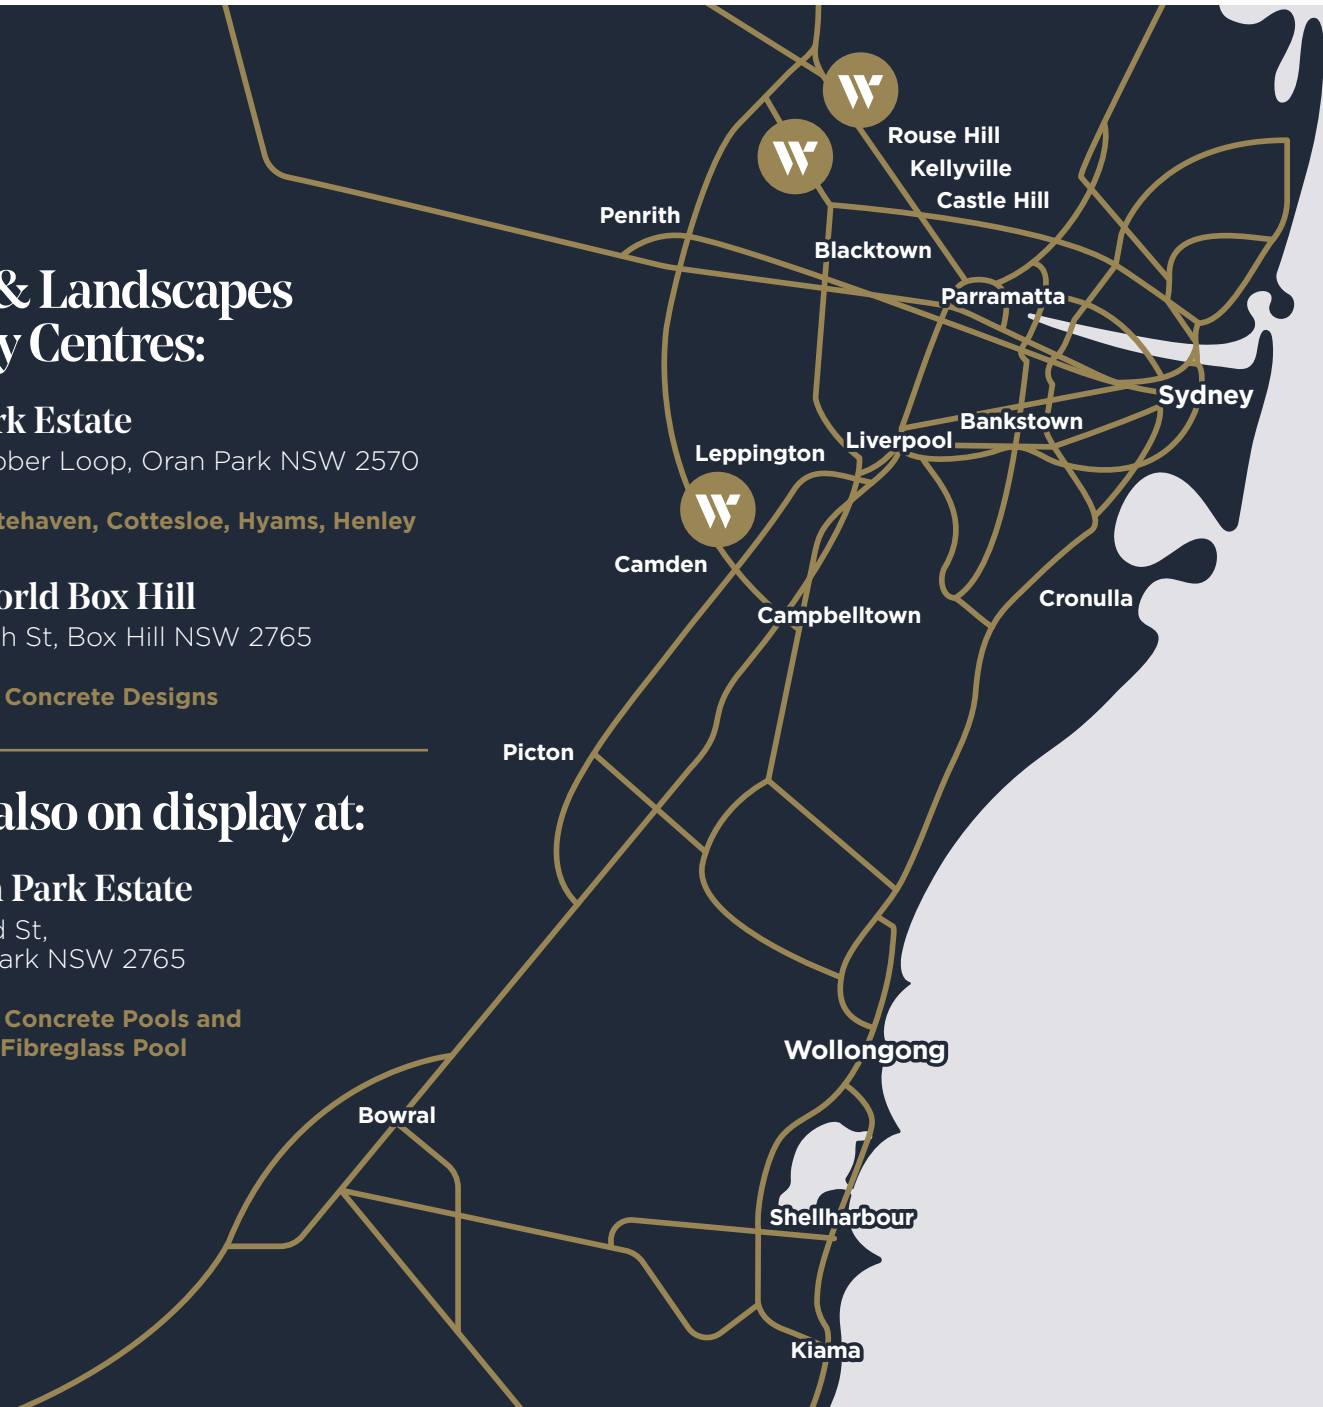 & Landscapes
y Centres:
rk Estate
ber Loop, Oran Park NSW 2570
tehaven, Cottesloe, Hyams, Henley
orld Box Hill
h St, Box Hill NSW 2765
Concrete Designs
also on display at:
Park Estate
d St,
ark NSW 2765
Concrete Pools and
Fibreglass Pool
Rouse Hill
Kellyville
Castle Hill
Penrith
Blacktown
Parramatta
Sydney
Bankstown
Liverpool
Leppington
Camden
Cronulla
Campbelltown
Picton
Wollongong
Bowral
Shellharbour
Kiama